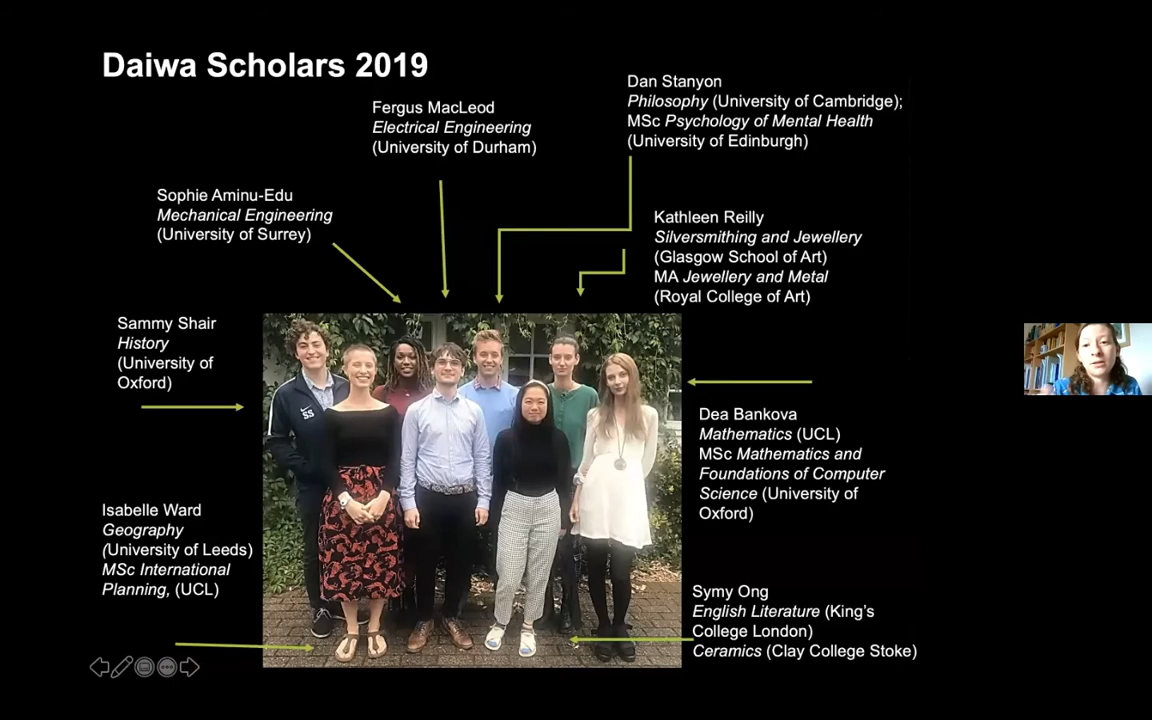 Daiwa Scholars 2019
Dan Stanyon
Philosophy (University of Cambridge);
MSc Psychology of Mental Health
(University of Edinburgh)
Fergus MacLeod
Electrical Engineering
(University of Durham)
Sophie Aminu-Edu
Mechanical Engineering
(University of Surrey)
Kathleen Reilly
Silversmithing and Jewellery
(Glasgow School of Art)
MA Jewellery and Metal
(Royal College of Art)
Sammy Shair
History
(University of
Oxford)
SS
Dea Bankova
Mathematics (UCL)
MSc Mathematics and
Foundations of Computer
Science (University of
Oxford)
Isabelle Ward
Geography
(University of Leeds)
MSc International
Planning, (UCL)
Symy Ong
English Literature (King's
College London)
Ceramics (Clay College Stoke)